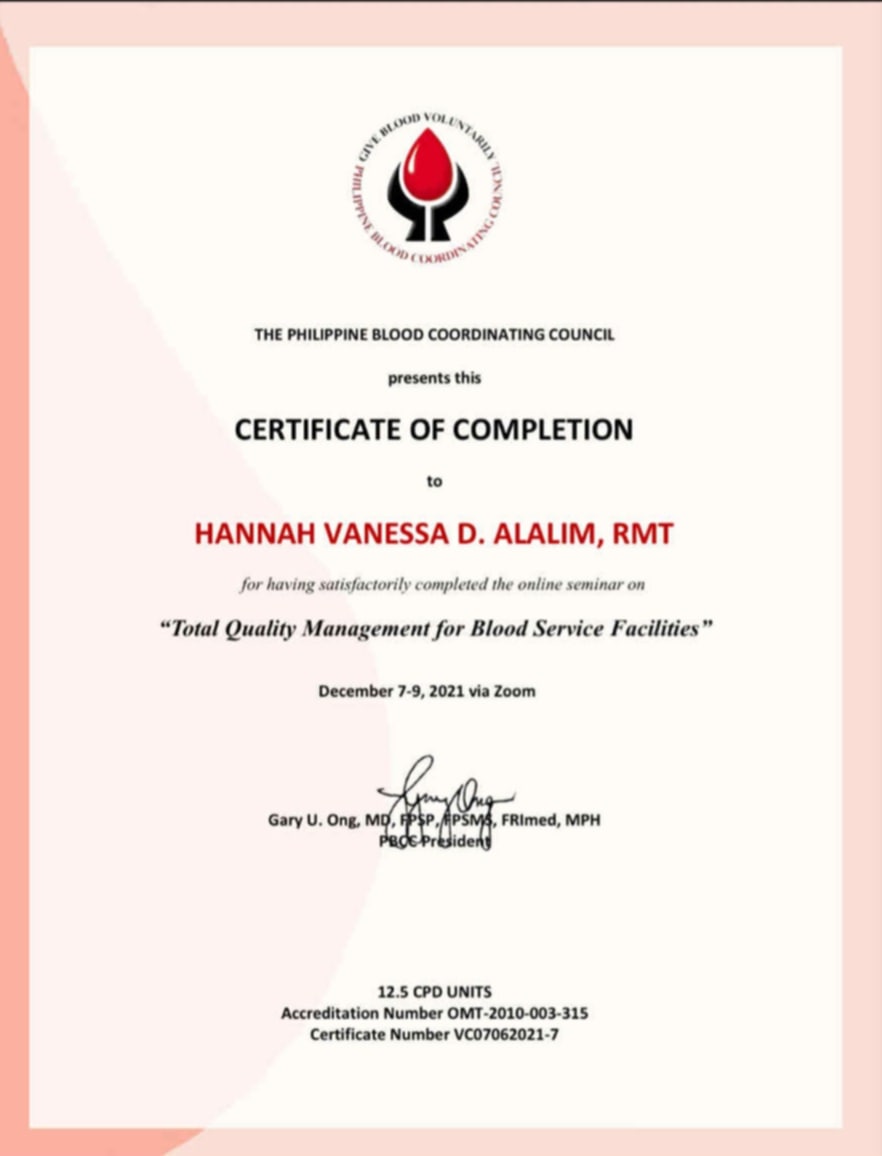 GIVE BLOOD VOLUNTARILY
PHILIPPINE BLOOD COORDINATING COUNCIL
THE PHILIPPINE BLOOD COORDINATING COUNCIL
presents this
CERTIFICATE OF COMPLETION
to
HANNAH VANESSA D. ALALIM, RMT
for having satisfactorily completed the online seminar on
“Total Quality Management for Blood Service Facilities”
December 7-9, 2021 via Zoom
Gary U. Ong, MD, FPSP, FPSMS, FRImed, MPH
PBCC President
12.5 CPD UNITS
Accreditation Number OMT-2010-003-315
Certificate Number VC07062021-7